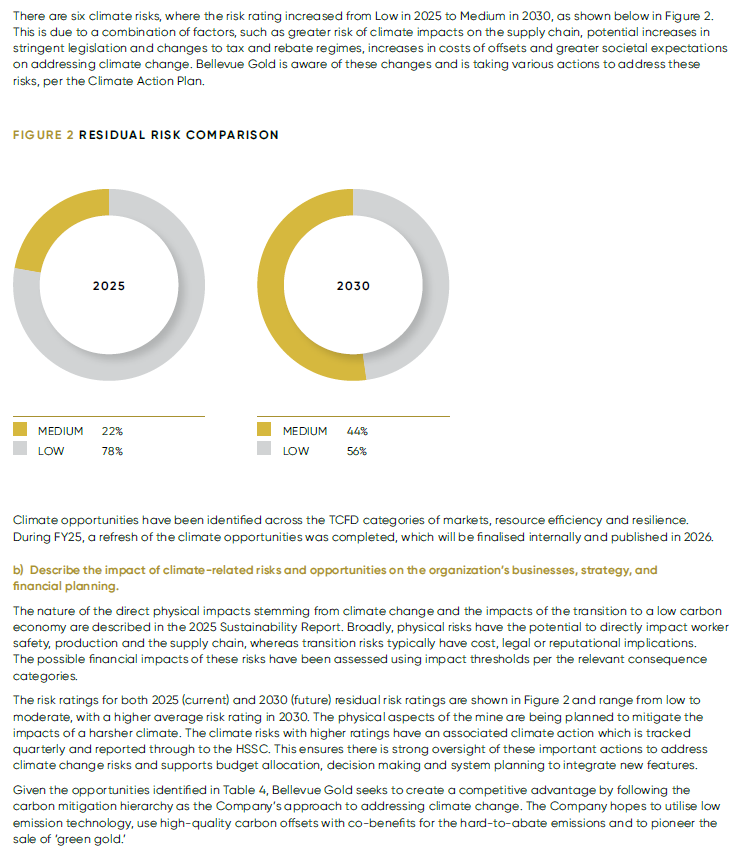 There are six climate risks, where the risk rating increased from Low in 2025 to Medium in 2030, as shown below in Figure 2.
This is due to a combination of factors, such as greater risk of climate impacts on the supply chain, potential increases in
stringent legislation and changes to tax and rebate regimes, increases in costs of offsets and greater societal expectations
on addressing climate change. Bellevue Gold is aware of these changes and is taking various actions to address these
risks, per the Climate Action Plan.
FIGURE 2 RESIDUAL RISK COMPARISON
2025
2030
MEDIUM 22%
LOW 78%
MEDIUM 44%
LOW 56%
Climate opportunities have been identified across the TCFD categories of markets, resource efficiency and resilience.
During FY25, a refresh of the climate opportunities was completed, which will be finalised internally and published in 2026.
b) Describe the impact of climate-related risks and opportunities on the organization's businesses, strategy, and
financial planning.
The nature of the direct physical impacts stemming from climate change and the impacts of the transition to a low carbon
economy are described in the 2025 Sustainability Report. Broadly, physical risks have the potential to directly impact worker
safety, production and the supply chain, whereas transition risks typically have cost, legal or reputational implications.
The possible financial impacts of these risks have been assessed using impact thresholds per the relevant consequence
categories.
The risk ratings for both 2025 (current) and 2030 (future) residual risk ratings are shown in Figure 2 and range from low to
moderate, with a higher average risk rating in 2030. The physical aspects of the mine are being planned to mitigate the
impacts of a harsher climate. The climate risks with higher ratings have an associated climate action which is tracked
quarterly and reported through to the HSSC. This ensures there is strong oversight of these important actions to address
climate change risks and supports budget allocation, decision making and system planning to integrate new features.
Given the opportunities identified in Table 4, Bellevue Gold seeks to create a competitive advantage by following the
carbon mitigation hierarchy as the Company's approach to addressing climate change. The Company hopes to utilise low
emission technology, use high-quality carbon offsets with co-benefits for the hard-to-abate emissions and to pioneer the
sale of 'green gold.'